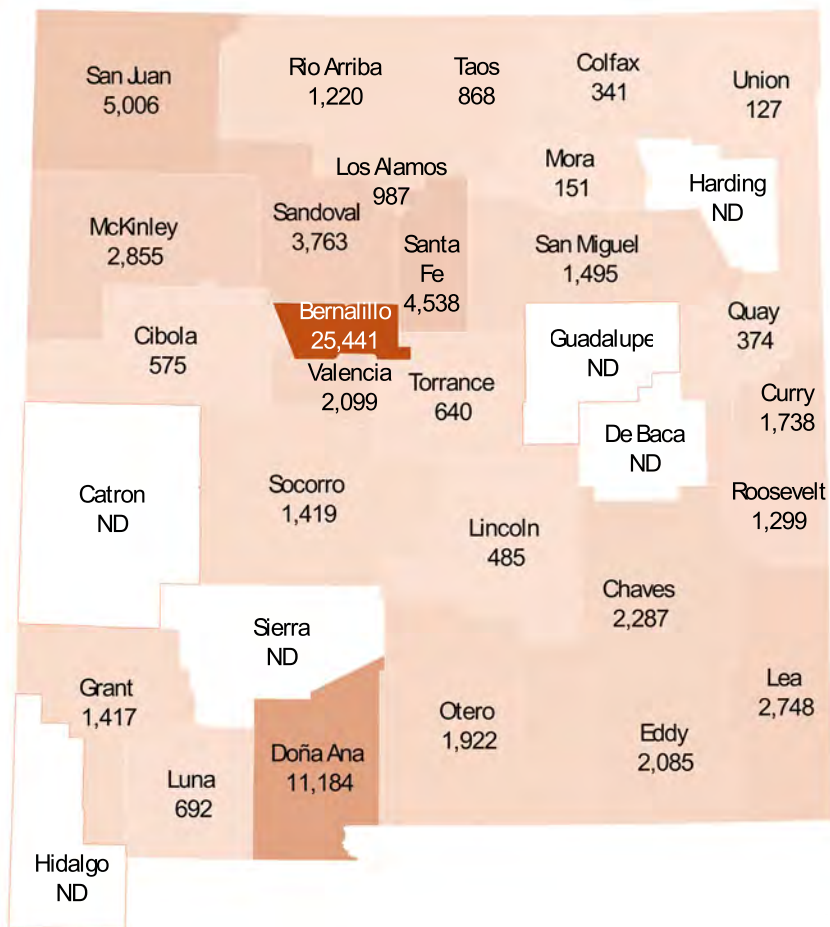 San Juan
5,006
Rio Arriba
1,220
Taos
868
Colfax
341
Union
127
Los Alamos
987
Mora
151
Harding
ND
McKinley
2,855
Sandoval
3,763
Santa
Fe
4,538
San Miguel
1,495
Bernalillo
25,441
Cibola
575
Guadalupe
ND
Quay
374
Valencia
2,099
Torrance
640
Curry
1,738
De Baca
ND
Catron
ND
Socorro
1,419
Roosevelt
1,299
Lincoln
485
Chaves
2,287
Sierra
ND
Grant
1,417
Lea
2,748
Otero
1,922
Eddy
2,085
Doña Ana
11,184
Luna
692
Hidalgo
ND